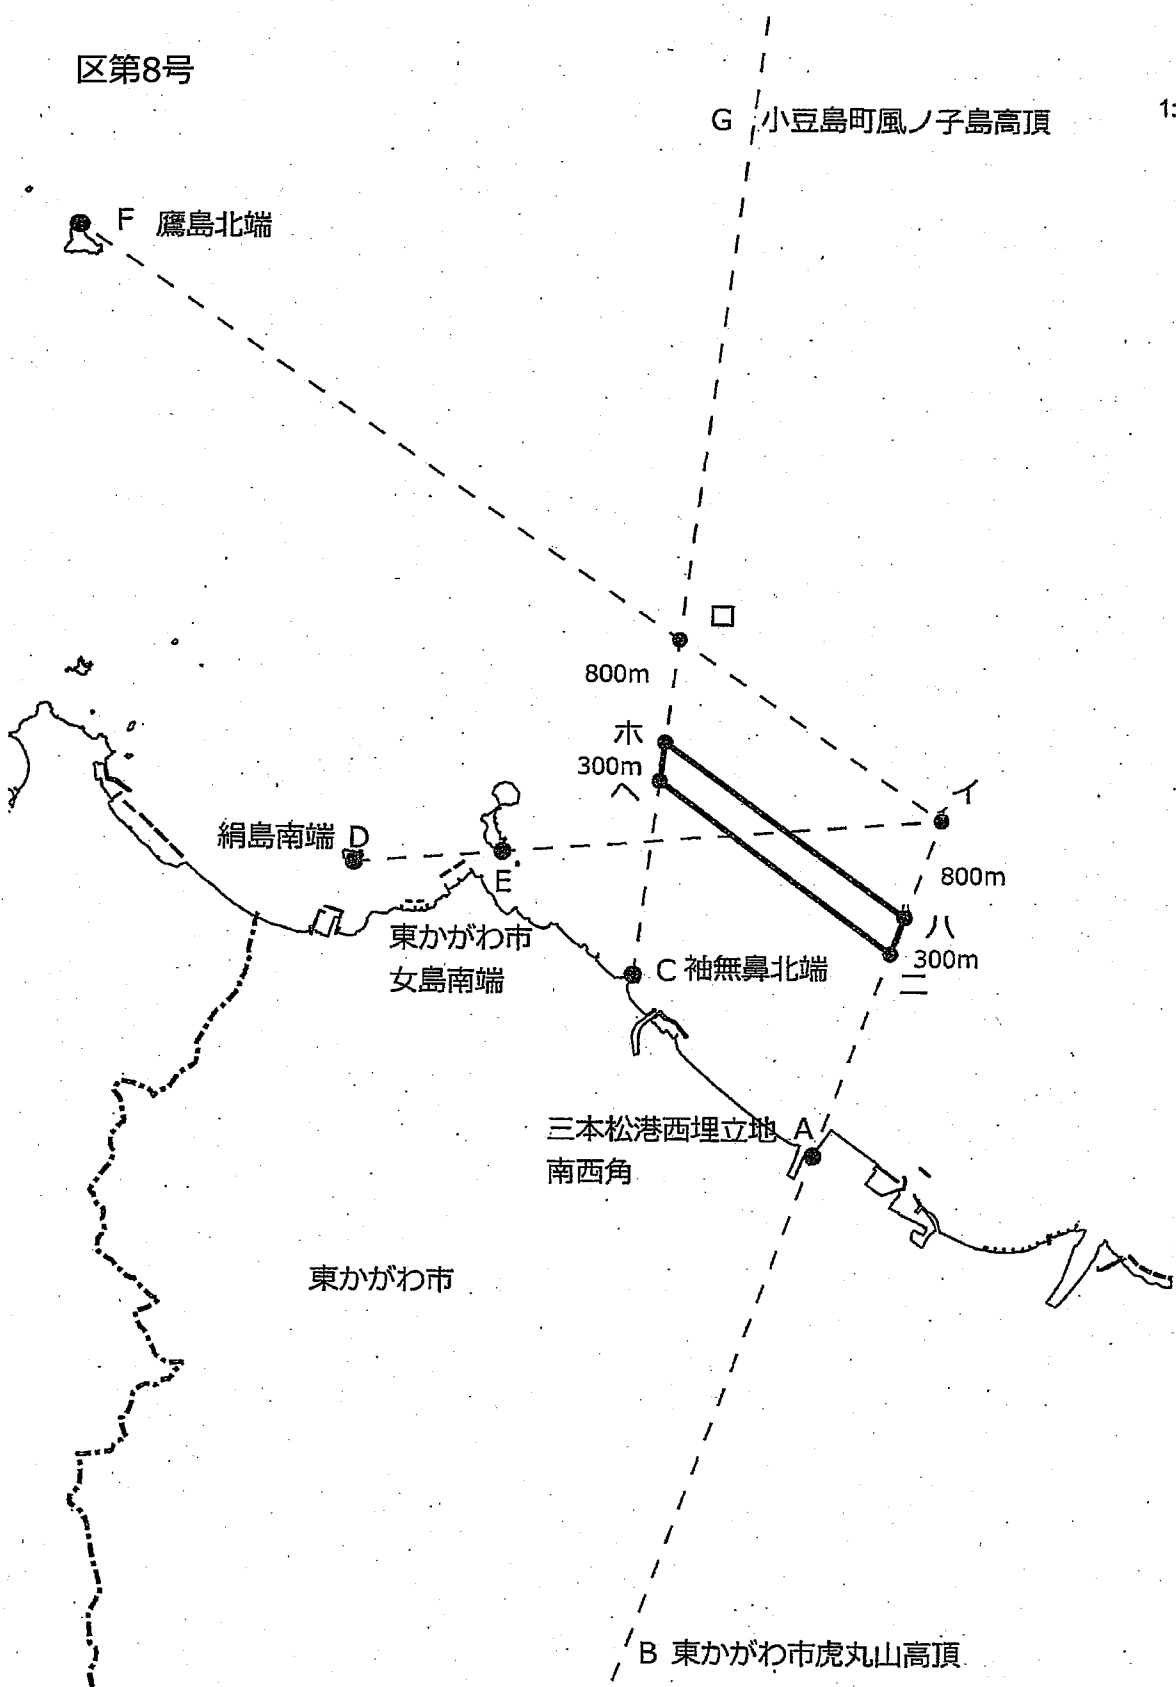 区第8号
1:
G 小豆島町風ノ子島高頂
F 鷹島北端
ロ
800m
ホ
300m
ヘ
イ
絹島南端 D
E
800m
ハ
東かがわ市
女島南端
C 袖無鼻北端
300m
ニ
三本松港西埋立地 A
南西角
東かがわ市
B 東かがわ市虎丸山高頂